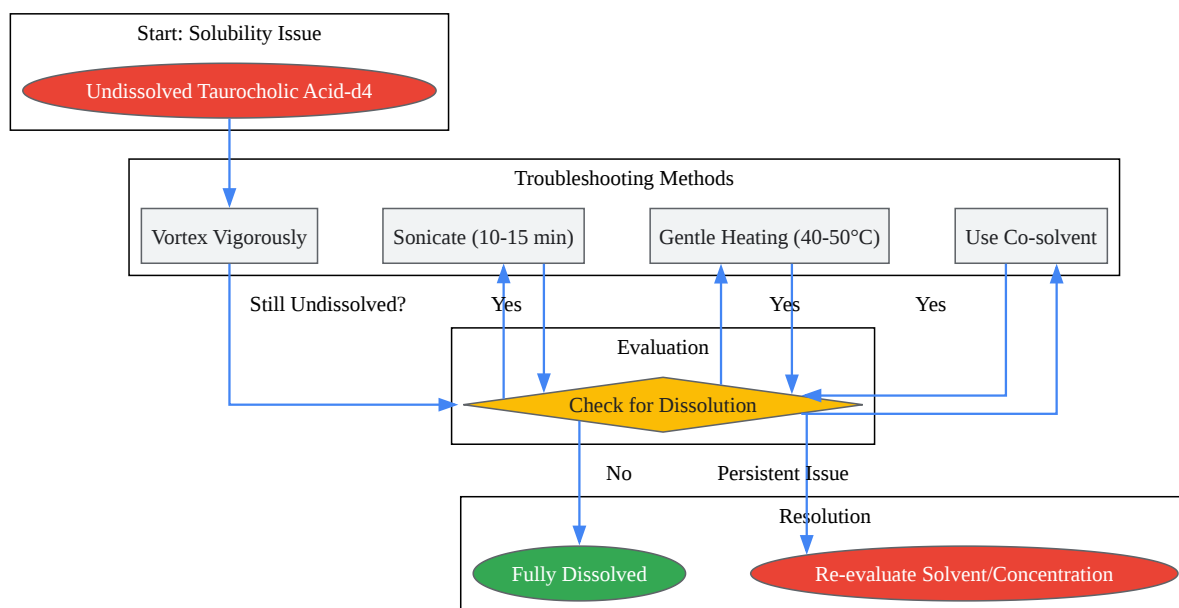 Start: Solubility Issue
Undissolved Taurocholic Acid-d4
Troubleshooting Methods
Vortex Vigorously
Sonicate (10-15 min)
Gentle Heating (40-50°C)
Use Co-solvent
Still Undissolved?
Yes
Yes
Yes
Evaluation
Check for Dissolution
No
Persistent Issue
Resolution
Fully Dissolved
Re-evaluate Solvent/Concentration